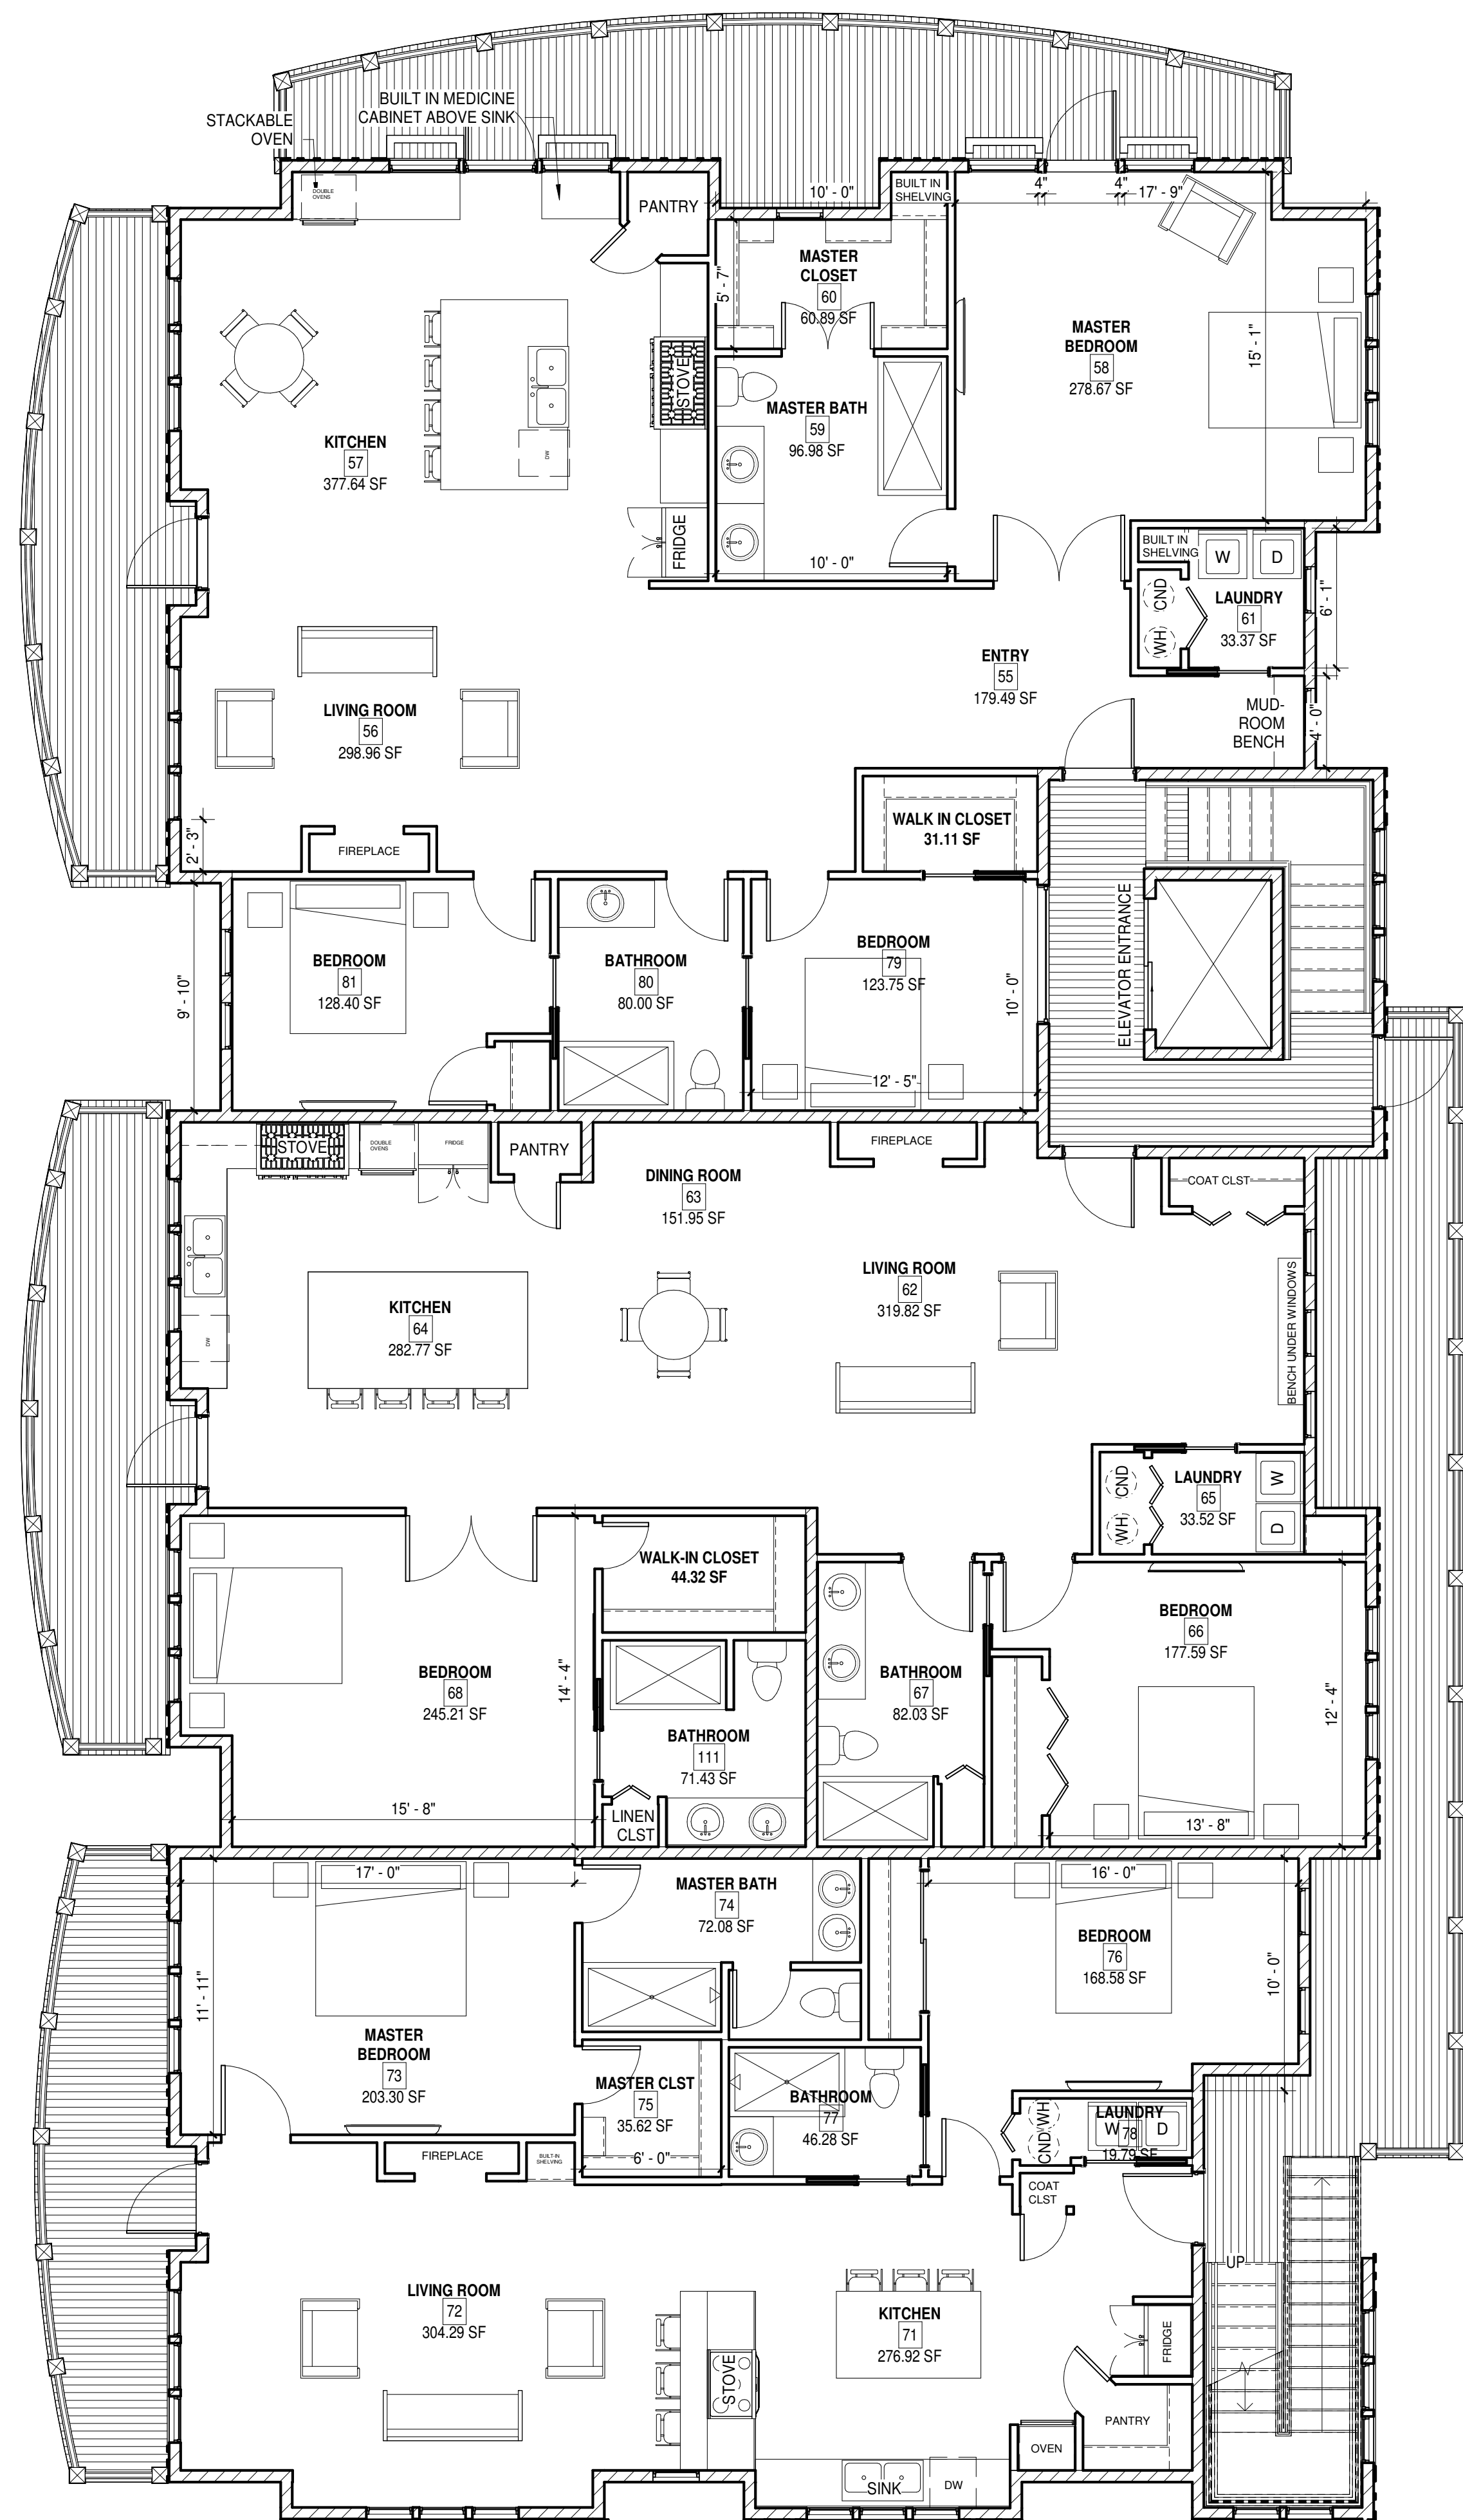 BUILT IN MEDICINE
CABINET ABOVE SINK
STACKABLE
OVEN
DOUBLE
OVENS
PANTRY
10' - 0"
BUILT IN
SHELVING
4"
4"
17' - 9"
MASTER
CLOSET
60
60.89 SF
5' - 7"
MASTER
BEDROOM
58
278.67 SF
15' - 1"
STOVE
MASTER BATH
59
96.98 SF
KITCHEN
57
377.64 SF
DW
FRIDGE
10' - 0"
BUILT IN
SHELVING
W
D
CND
WH
LAUNDRY
61
33.37 SF
6' - 1"
ENTRY
55
179.49 SF
LIVING ROOM
56
298.96 SF
MUD-
ROOM
BENCH
4' - 0"
WALK IN CLOSET
31.11 SF
2' - 3"
FIREPLACE
ELEVATOR ENTRANCE
BEDROOM
81
128.40 SF
BATHROOM
80
80.00 SF
BEDROOM
79
123.75 SF
9' - 10"
10' - 0"
12' - 5"
STOVE
DOUBLE
OVENS
FRIDGE
PANTRY
FIREPLACE
DINING ROOM
63
151.95 SF
COAT CLST
LIVING ROOM
62
319.82 SF
KITCHEN
64
282.77 SF
DW
BENCH UNDER WINDOWS
CND
WH
LAUNDRY
65
33.52 SF
W
D
WALK-IN CLOSET
44.32 SF
BEDROOM
66
177.59 SF
BEDROOM
68
245.21 SF
14' - 4"
BATHROOM
67
82.03 SF
12' - 4"
BATHROOM
111
71.43 SF
15' - 8"
LINEN
CLST
13' - 8"
17' - 0"
MASTER BATH
74
72.08 SF
16' - 0"
BEDROOM
76
168.58 SF
11' - 11"
10' - 0"
MASTER
BEDROOM
73
203.30 SF
MASTER CLST
75
35.62 SF
6' - 0"
BATHROOM
77
46.28 SF
CND/WH
LAUNDRY
W
78
D
19.79 SF
FIREPLACE
BUILT-IN
SHELVING
COAT
CLST
UP
LIVING ROOM
72
304.29 SF
KITCHEN
71
276.92 SF
STOVE
FRIDGE
PANTRY
OVEN
SINK
DW